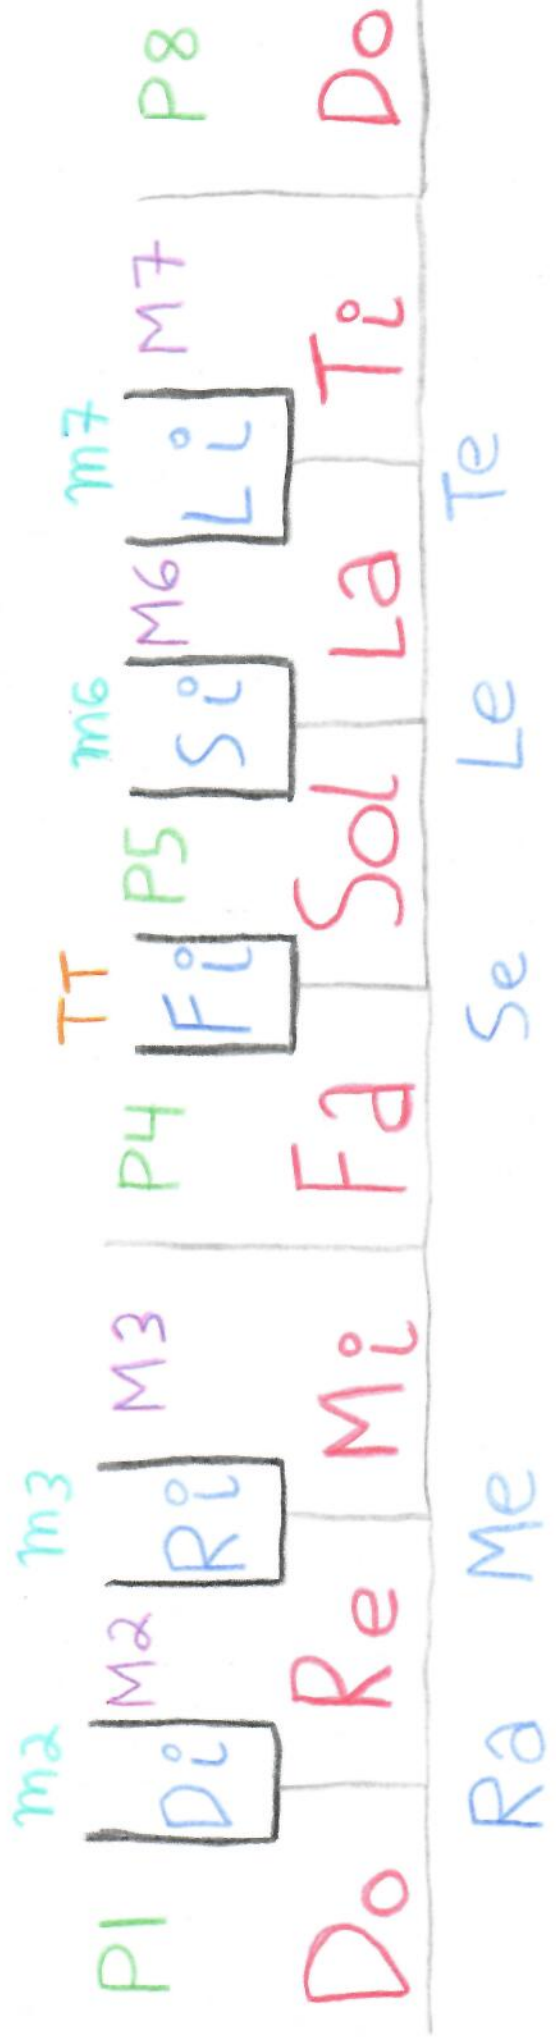 m2 m3 TT m6 m7
P1 M2 M3 P4 P5 M6 M7 P8
Di Ri Fi Si Li
Do Re Mi Fa Sol La Ti Do
Ra Me Se Le Te